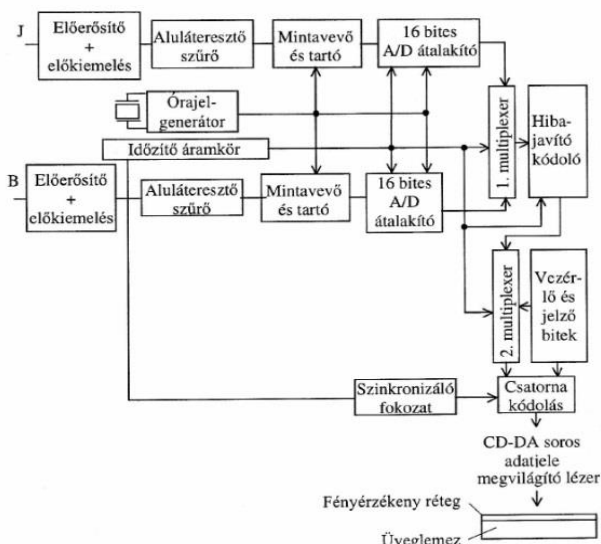 J
Előerősítő
+
előkiemelés
Aluláteresztő
szűrő
Mintavevő
és tartó
16 bites
A/D átalakító
Órajel-
generátor
Időzítő áramkör
1. multiplexer
Hiba-
javító
kódoló
B
Előerősítő
+
előkiemelés
Aluláteresztő
szűrő
Mintavevő
és tartó
16 bites
A/D
átalakító
2. multiplexer
Vezér-
lő és
jelző
bitek
Szinkronizáló
fokozat
Csatorna
kódolás
CD-DA soros
adatjele
megvilágító lézer
Fényérzékeny réteg
Üveglemez